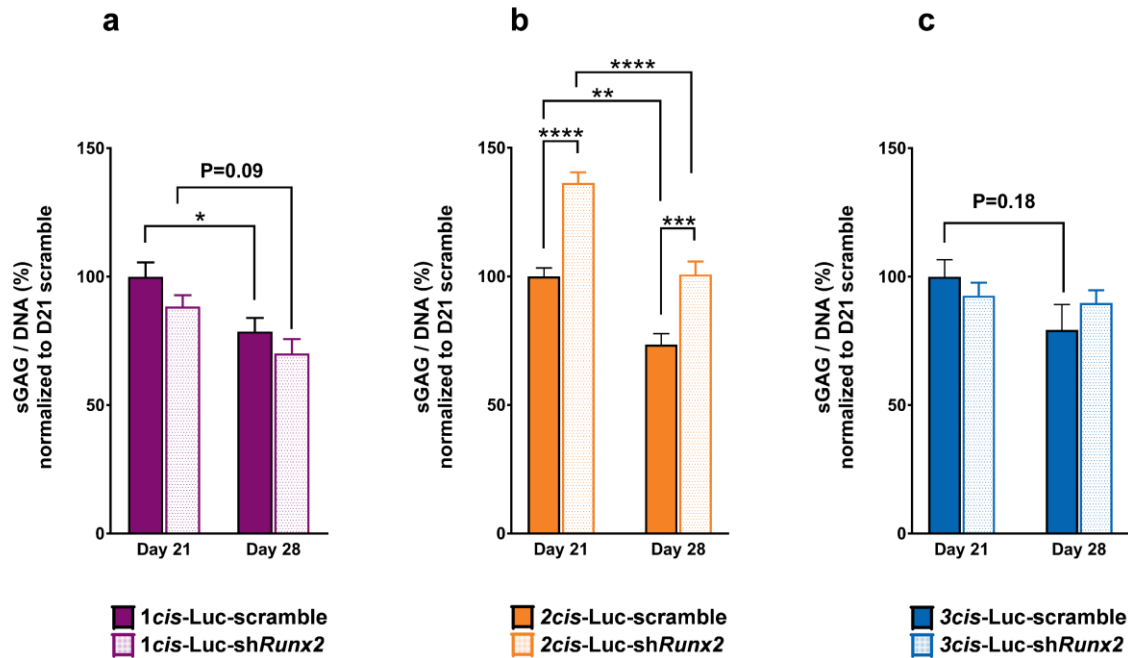 a
b
c
****
**
****
***
P=0.09
*
P=0.18
sGAG / DNA (%)
normalized to D21 scramble
150
100
50
0
Day 21
Day 28
sGAG / DNA (%)
normalized to D21 scramble
150
100
50
0
Day 21
Day 28
sGAG / DNA (%)
normalized to D21 scramble
150
100
50
0
Day 21
Day 28
1cis-Luc-scramble
1cis-Luc-shRunx2
2cis-Luc-scramble
2cis-Luc-shRunx2
3cis-Luc-scramble
3cis-Luc-shRunx2